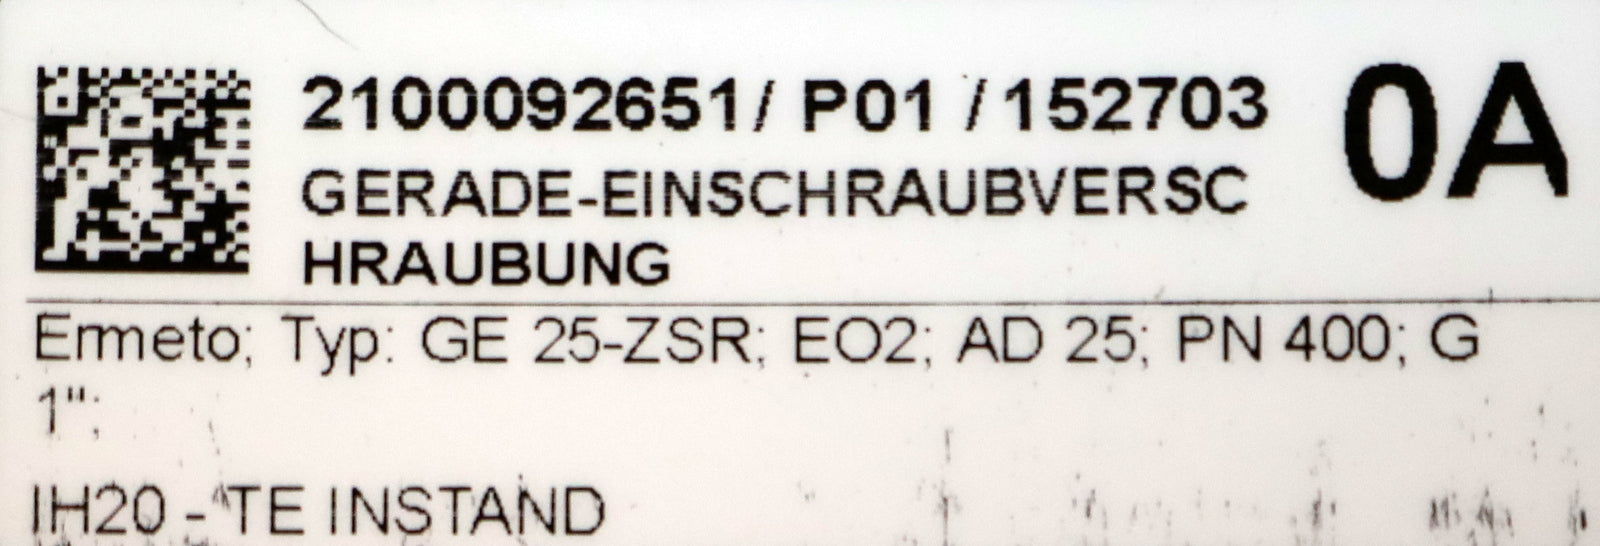 2100092651/ P01 /152703
0A
GERADE-EINSCHRAUBVERSC
HRAUBUNG
Ermeto; Typ: GE 25-ZSR; EO2; AD 25; PN 400; G
1";
IH20 - TE INSTAND